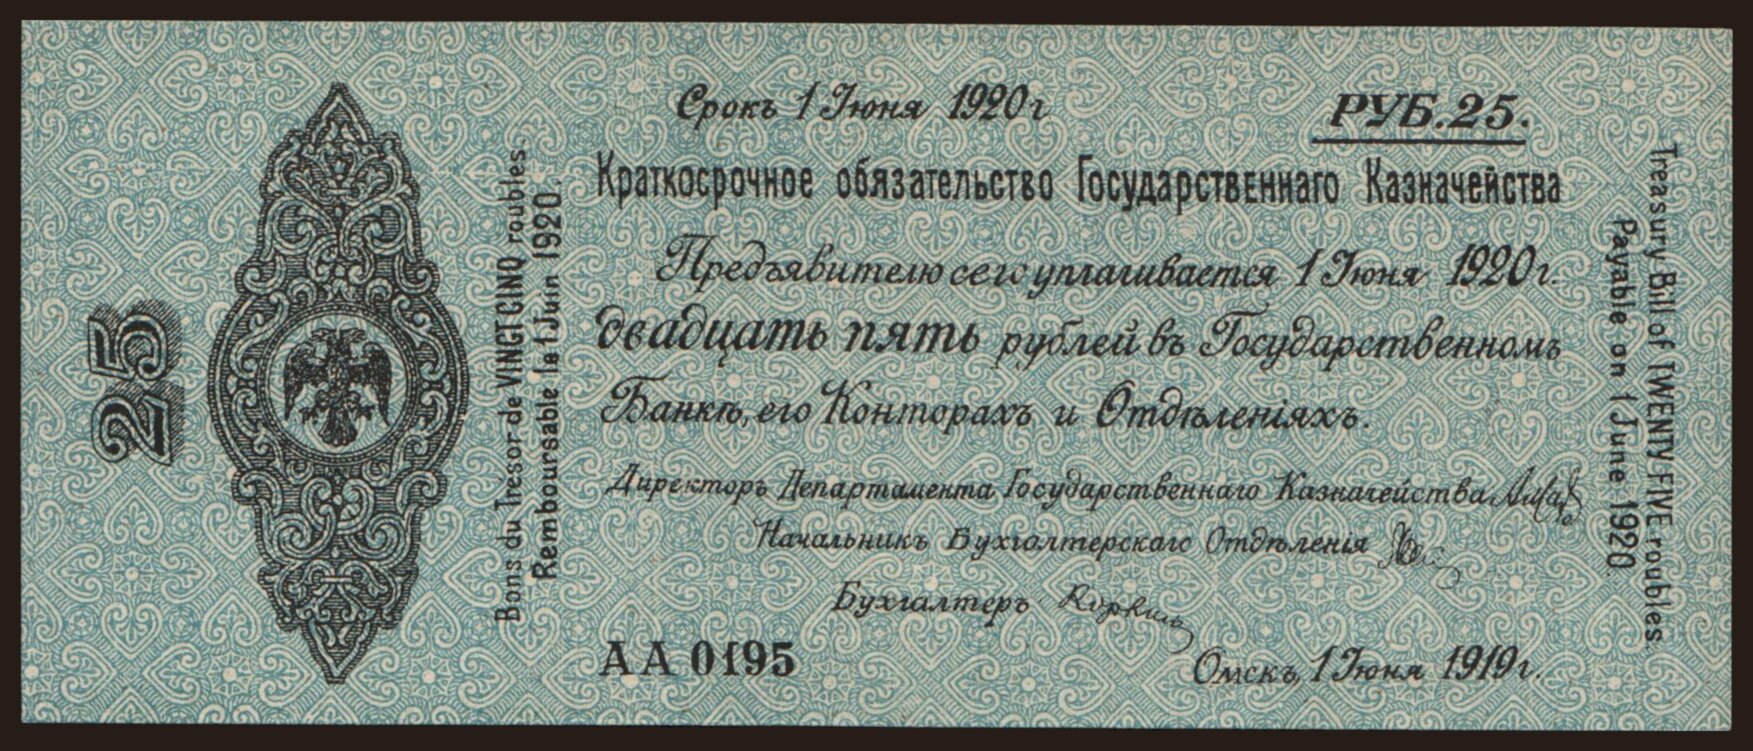 25
Bons du Trésor de VINGT CINQ roubles.
Remboursable le 1 Juin 1920.
Срокъ 1 Июня 1920 г.
РУБ. 25.
Краткосрочное обязательство Государственнаго Казначейства
Предъявителю сего уплачивается 1 Июня 1920 г.
двадцать пять рублей въ Государственномъ
Банкѣ, его Конторахъ и Отдѣленіяхъ.
Директоръ Департамента Государственнаго Казначейства
Начальникъ Бухгалтерскаго Отдѣленія
Бухгалтеръ
АА 0195
Омскъ, 1 Июня 1919 г.
Treasury Bill of TWENTY FIVE roubles.
Payable on 1 June 1920.